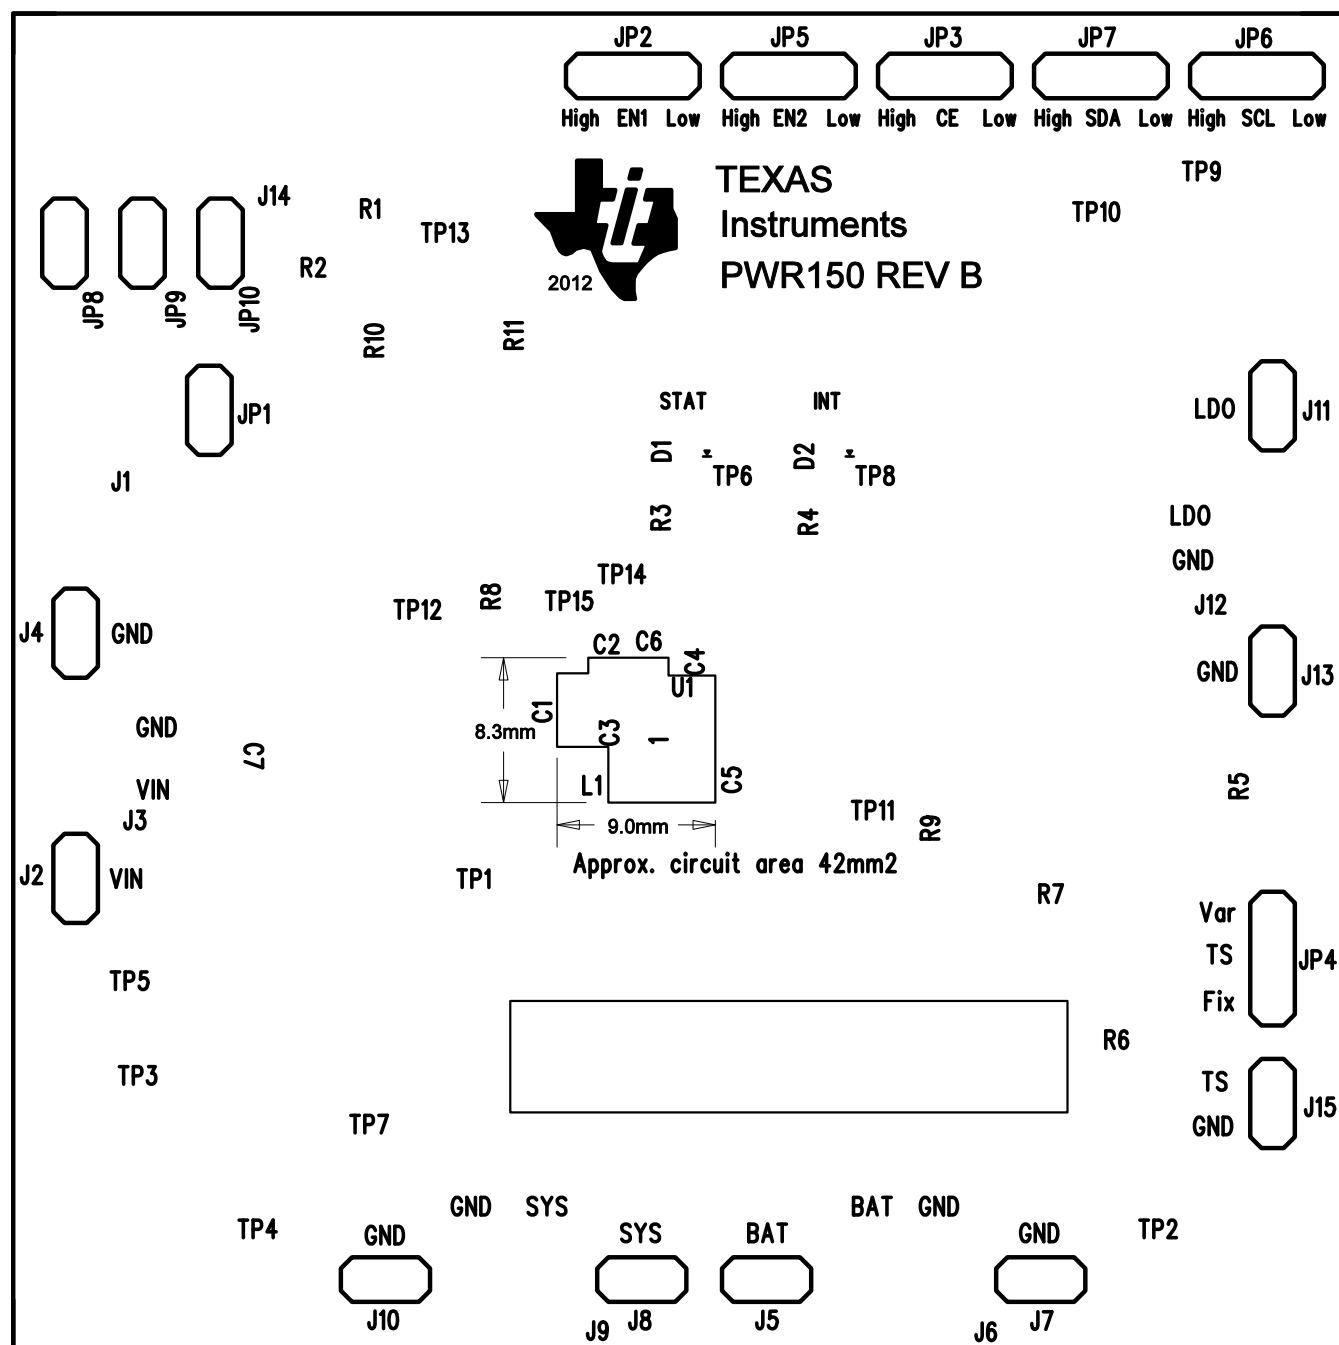 JP2 JP5 JP3 JP7 JP6
High EN1 Low High EN2 Low High CE Low High SDA Low High SCL Low
TEXAS
Instruments
PWR150 REV B
2012
TP9
TP10
J14
R1
TP13
R2
JP8 JP9 JP10
R10 R11
JP1
STAT INT
LDO J11
D1 D2
TP6 TP8
J1
R3 R4
LDO
GND
J12
TP14
R8 TP15
TP12
J4 GND
C2 C6 C4
U1
GND J13
C1
GND
8.3mm
C3 1
C7
VIN
L1 C5
R5
J3
TP11
9.0mm
R9
Approx. circuit area 42mm2
J2 VIN
TP1
R7
Var
TS JP4
Fix
TP5
R6
TP3
TS
J15
GND
TP7
GND SYS BAT GND
TP4 GND SYS BAT GND TP2
J10 J9 J8 J5 J6 J7